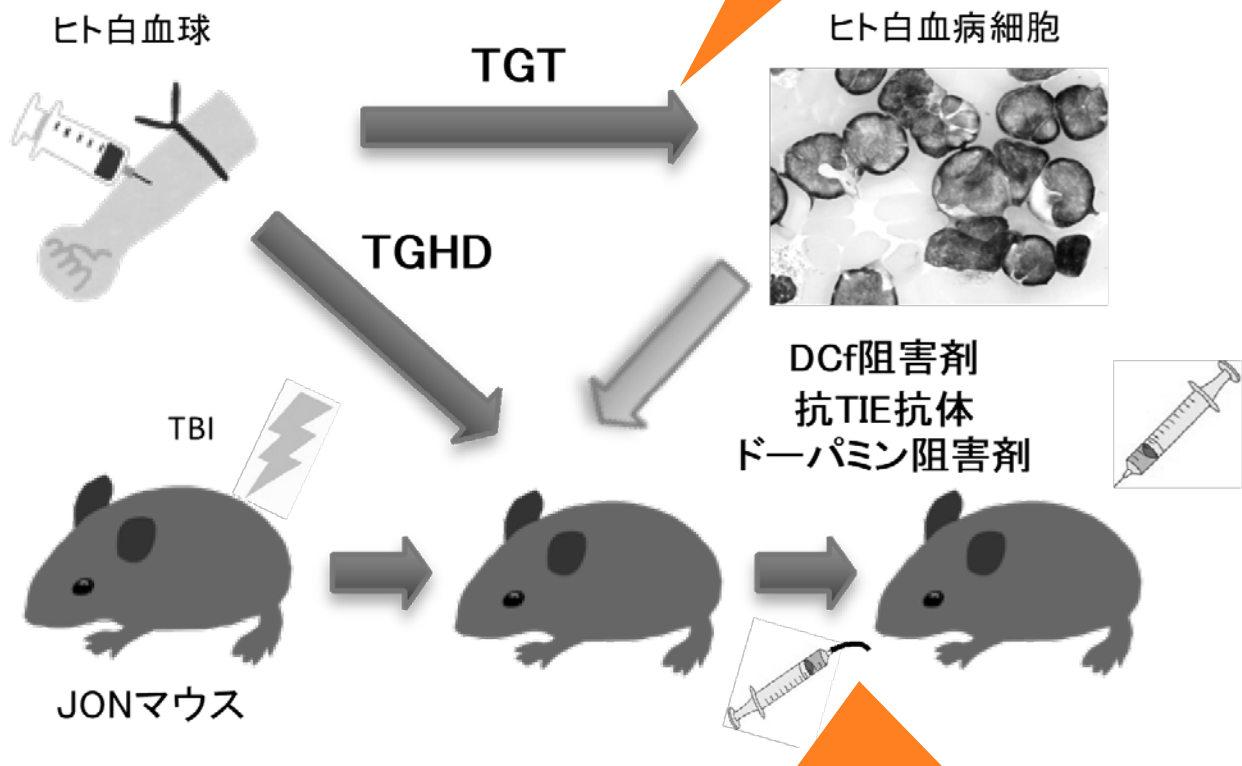 ヒト白血球
TGT
ヒト白血病細胞
TGHD
DCf阻害剤
抗TIE抗体
ドーパミン阻害剤
TBI
JONマウス